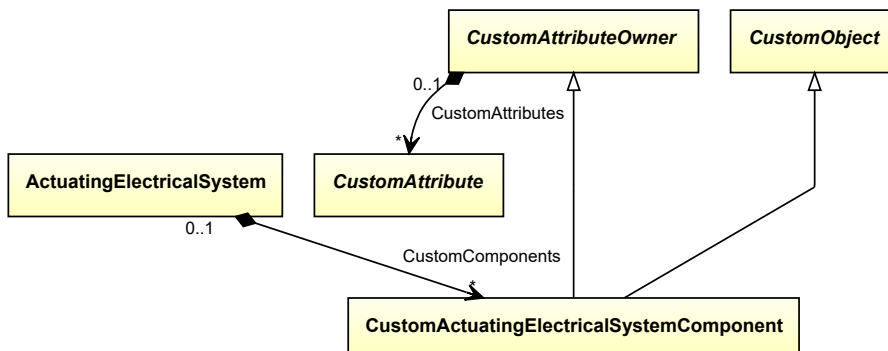 CustomAttributeOwner
CustomObject
0..1
CustomAttributes
*
ActuatingElectricalSystem
CustomAttribute
0..1
CustomComponents
*
CustomActuatingElectricalSystemComponent